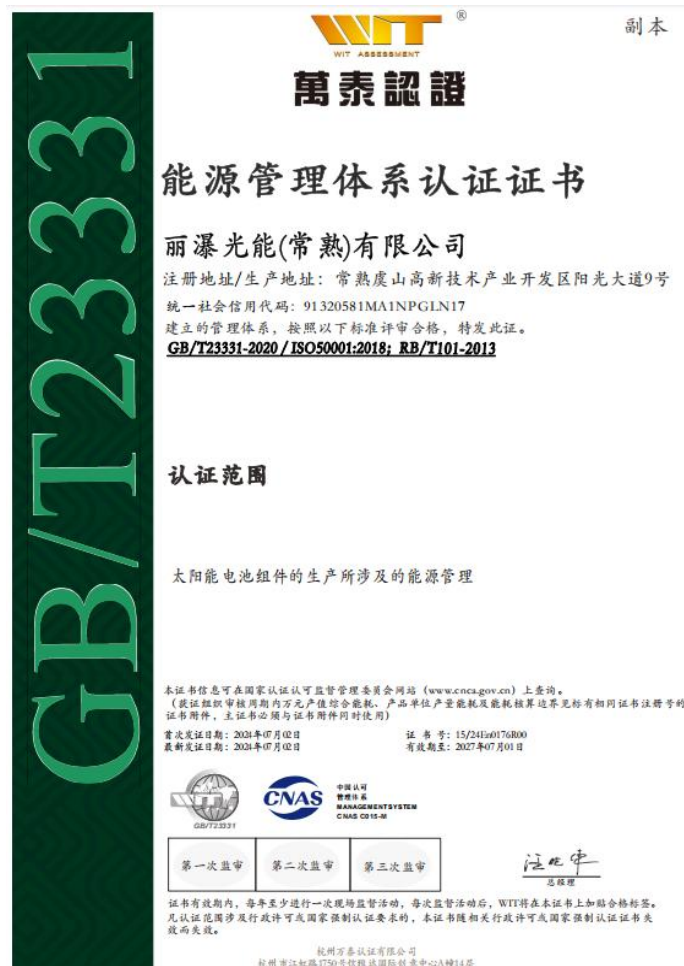 GB/T23331
WIT
®
WIT ASSESSMENT
副本
萬泰認證
能源管理体系认证证书
丽瀑光能(常熟)有限公司
注册地址/生产地址：常熟虞山高新技术产业开发区阳光大道9号
统一社会信用代码：91320581MA1NPGLN17
建立的管理体系，按照以下标准评审合格，特发此证。
GB/T23331-2020 / ISO50001:2018；RB/T101-2013
认证范围
太阳能电池组件的生产所涉及的能源管理
本证书信息可在国家认证认可监督管理委员会网站（www.cnca.gov.cn）上查询。
（获证组织审核周期内万元产值综合能耗、产品单位产量能耗及能耗核算边界见标有相同证书注册号的
证书附件，主证书必须与证书附件同时使用）
首次发证日期：2024年07月02日
证 书 号：15/24En0176R00
最新发证日期：2024年07月02日
有效期至：2027年07月01日
WIT
GB/T23331
CNAS
中国认可
管理体系
MANAGEMENT SYSTEM
CNAS C015-M
第一次监审
第二次监审
第三次监审
总经理
证书有效期内，每年至少进行一次现场监督活动，每次监督活动后，WIT将在本证书上加贴合格标签。
凡认证范围涉及行政许可或国家强制认证要求的，本证书随相关行政许可或国家强制认证证书失
效而失效。
杭州万泰认证有限公司